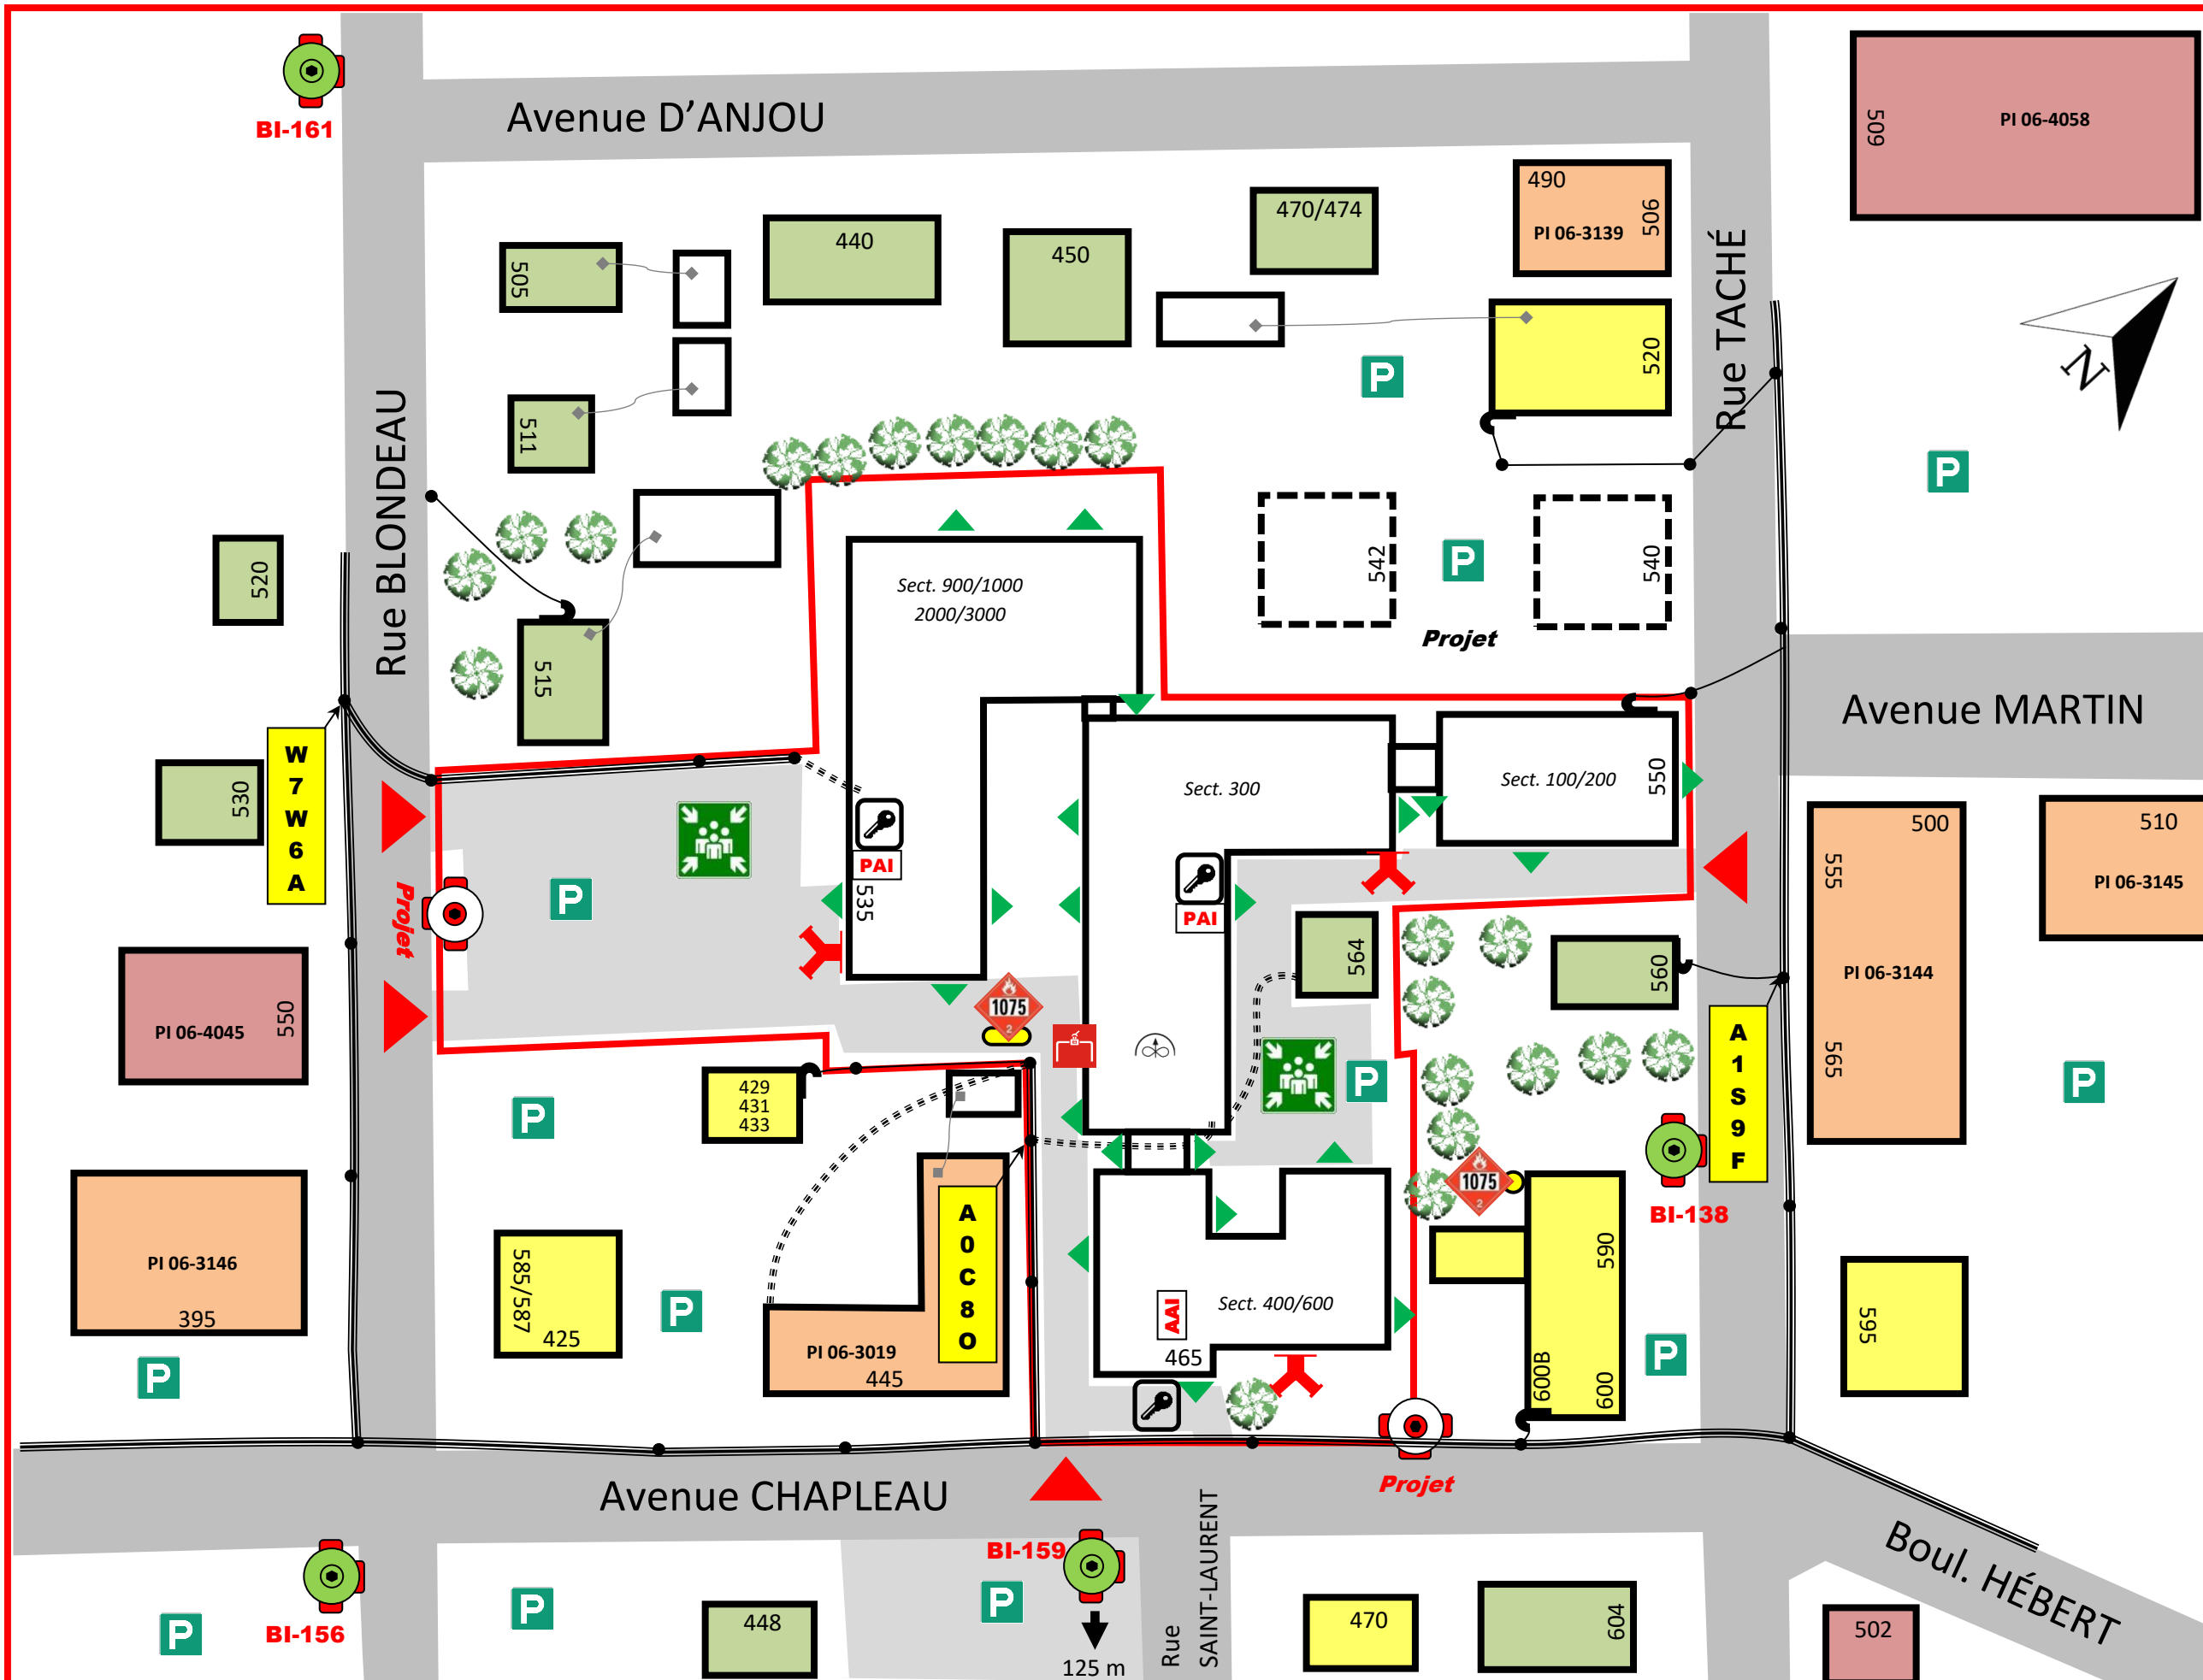 BI-161
Avenue D'ANJOU
509
PI 06-4058
490
PI 06-3139
506
470/474
440
450
505
520
Rue TACHÉ
N
P
511
Rue BLONDEAU
P
520
Sect. 900/1000
2000/3000
542
P
540
Projet
515
Avenue MARTIN
W
7
W
6
A
530
Sect. 300
Sect. 100/200
550
500
555
510
PI 06-3145
PAI
535
PAI
P
Projet
564
560
PI 06-3144
565
PI 06-4045
550
1075
2
A
1
S
9
F
429
431
433
P
P
P
1075
2
BI-138
PI 06-3146
395
585/587
425
P
A
0
C
8
O
PI 06-3019
445
AAI
Sect. 400/600
465
590
600B
600
P
595
P
Avenue CHAPLEAU
Projet
Boul. HÉBERT
BI-159
P
125 m
Rue
SAINT-LAURENT
BI-156
P
P
448
470
604
502